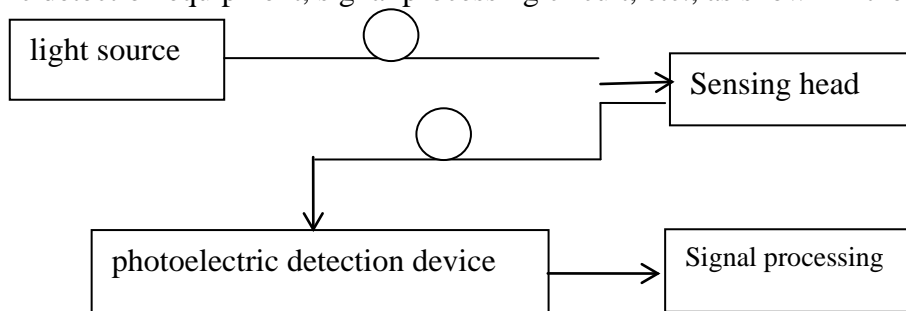 light source
Sensing head
photoelectric detection device
Signal processing